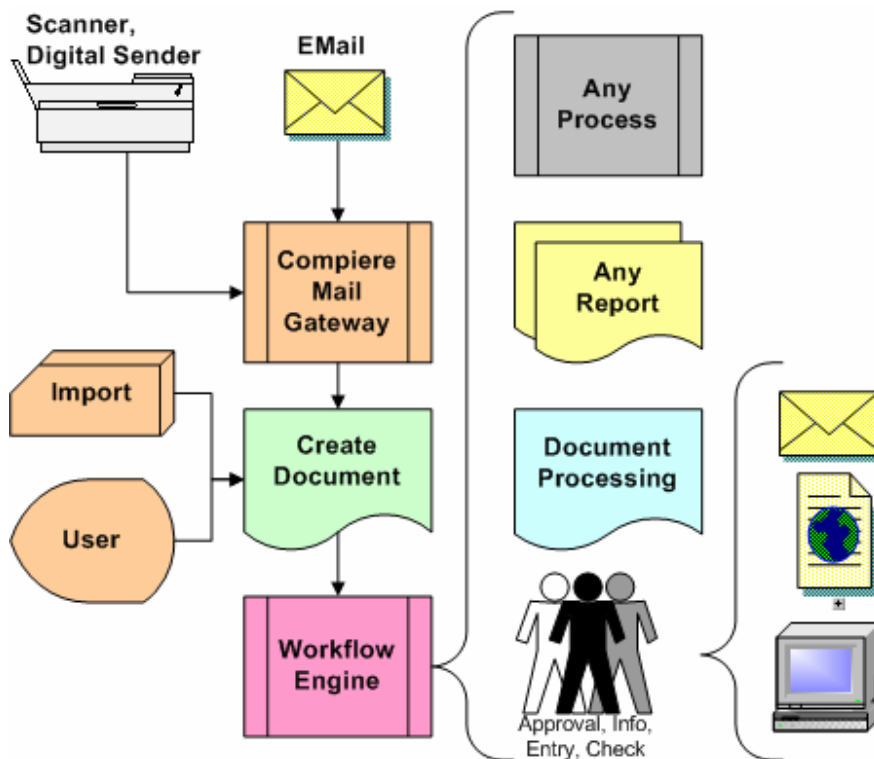 Scanner,
Digital Sender
EMail
Any
Process
Compiere
Mail
Gateway
Any
Report
Import
Create
Document
Document
Processing
User
Workflow
Engine
Approval, Info,
Entry, Check